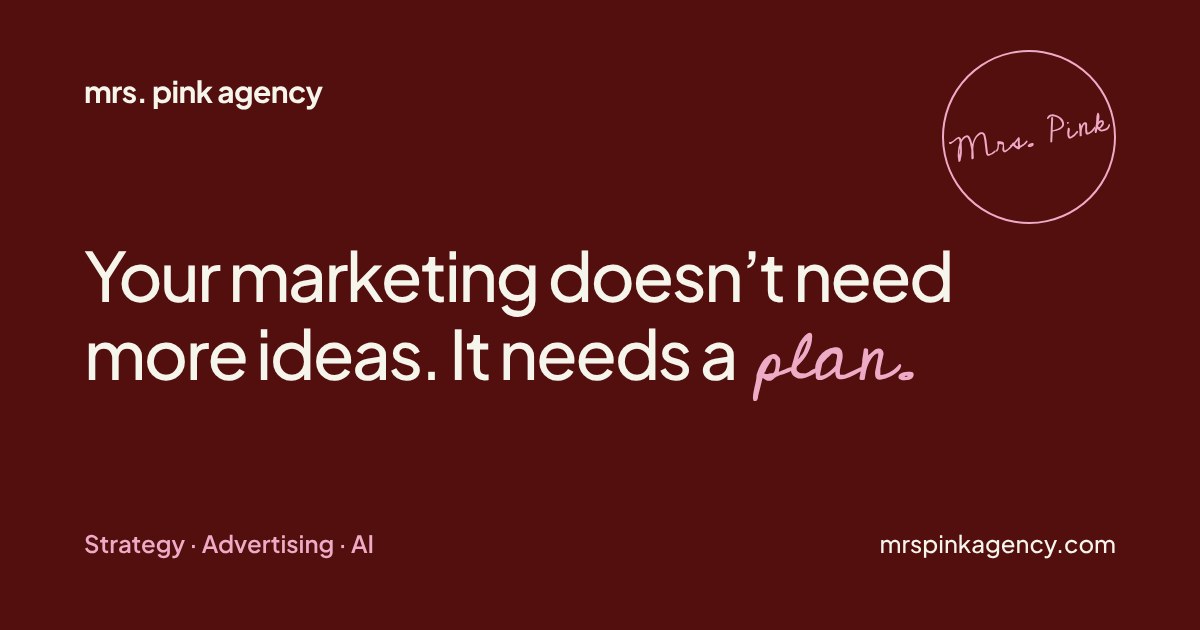 mrs. pink agency
Mrs. Pink
Your marketing doesn’t need
more ideas. It needs a plan.
Strategy · Advertising · AI
mrspinkagency.com